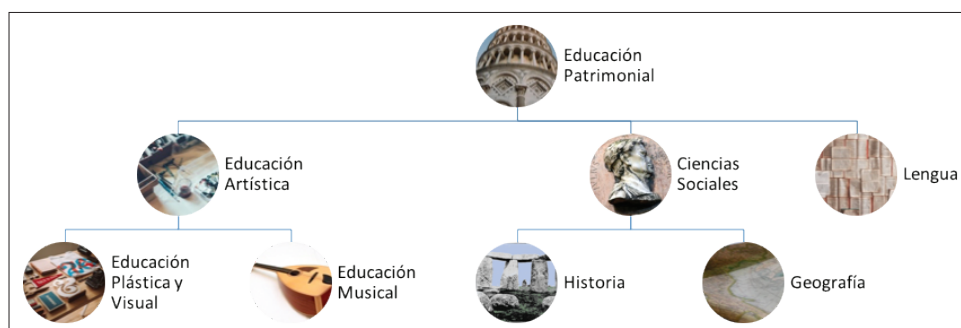 Educación
Patrimonial
Educación
Artística
Ciencias
Sociales
Lengua
Educación
Plástica y
Visual
Educación
Musical
Historia
Geografía